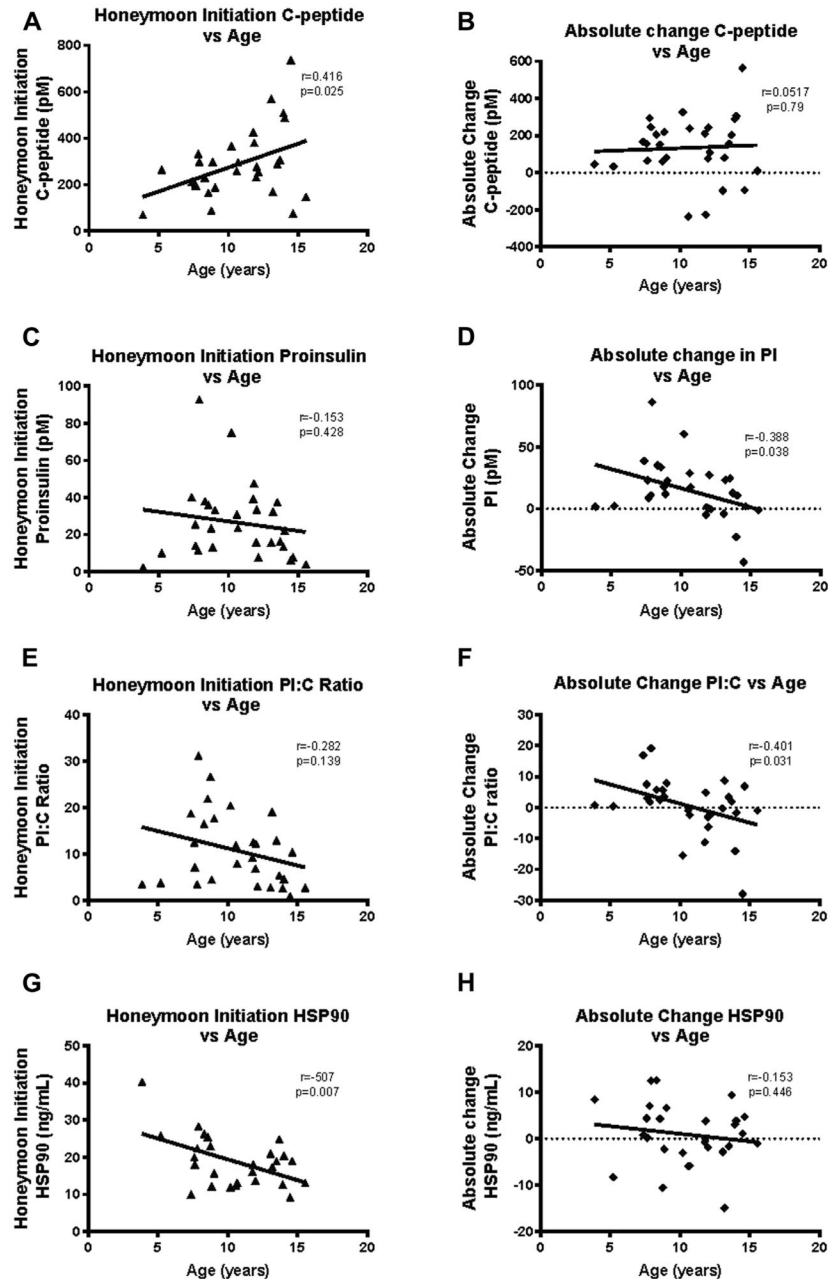 A
Honeymoon Initiation C-peptide
vs Age
Honeymoon Initiation
C-peptide (pM)
800
600
400
200
0
r=0.416
p=0.025
0 5 10 15 20
Age (years)
B
Absolute change C-peptide
vs Age
Absolute Change
C-peptide (pM)
600
400
200
0
-200
-400
r=0.0517
p=0.79
0 5 10 15 20
Age (years)
C
Honeymoon Initiation Proinsulin
vs Age
Honeymoon Initiation
Proinsulin (pM)
100
80
60
40
20
0
r=-0.153
p=0.428
0 5 10 15 20
Age (years)
D
Absolute change in PI
vs Age
Absolute Change
PI (pM)
100
50
0
-50
r=-0.388
p=0.038
0 5 10 15 20
Age (years)
E
Honeymoon Initiation PI:C Ratio
vs Age
Honeymoon Initiation
PI:C Ratio
40
30
20
10
0
r=-0.282
p=0.139
0 5 10 15 20
Age (years)
F
Absolute Change PI:C vs Age
Absolute Change
PI:C ratio
30
20
10
0
-10
-20
-30
r=-0.401
p=0.031
0 5 10 15 20
Age (years)
G
Honeymoon Initiation HSP90
vs Age
Honeymoon Initiation
HSP90 (ng/mL)
50
40
30
20
10
0
r=-507
p=0.007
0 5 10 15 20
Age (years)
H
Absolute Change HSP90
vs Age
Absolute change
HSP90 (ng/mL)
20
10
0
-10
-20
r=-0.153
p=0.446
0 5 10 15 20
Age (years)